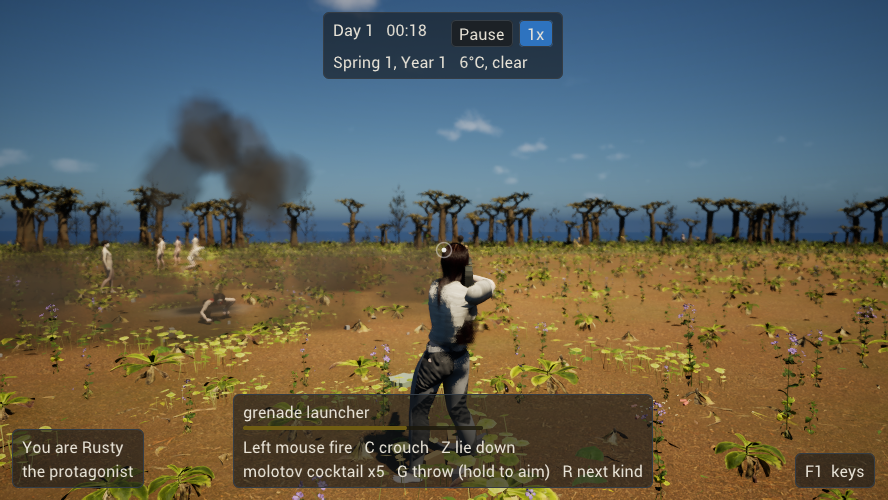 Day 1 00:18 Pause 1x
Spring 1, Year 1 6°C, clear
grenade launcher
Left mouse fire C crouch Z lie down
molotov cocktail x5 G throw (hold to aim) R next kind
You are Rusty
the protagonist
F1 keys